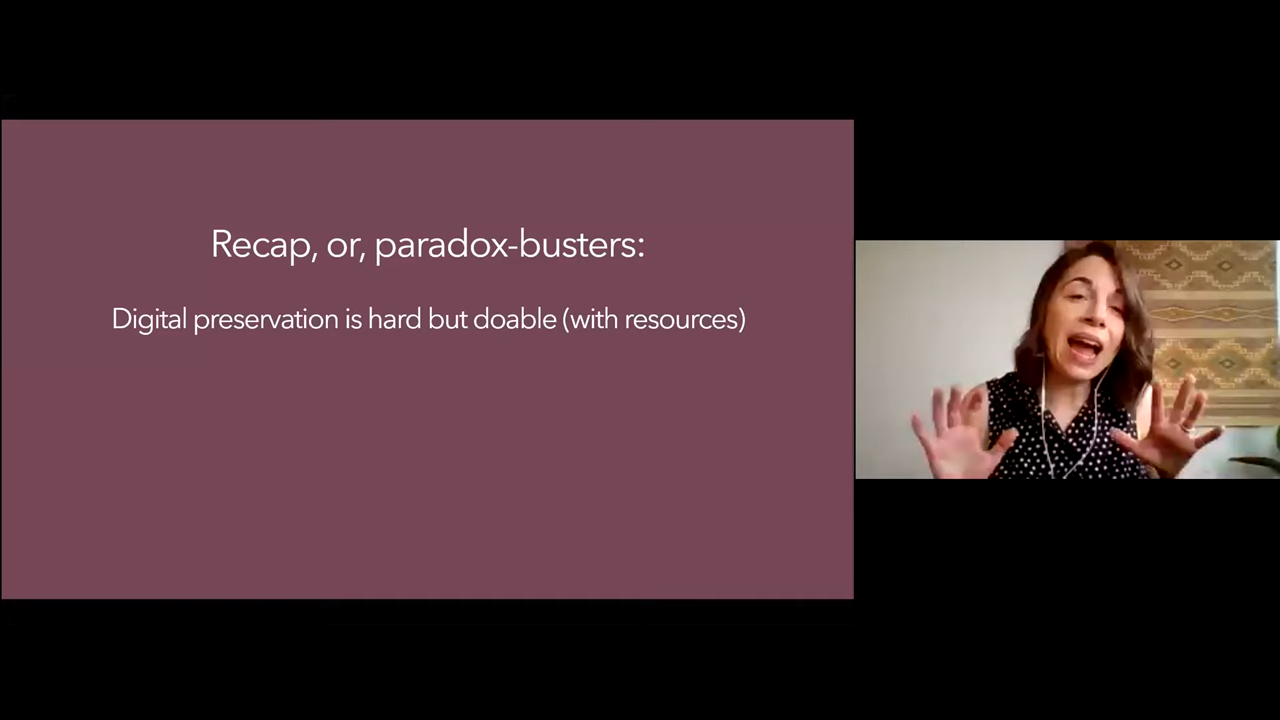 Recap, or, paradox-busters:
Digital preservation is hard but doable (with resources)